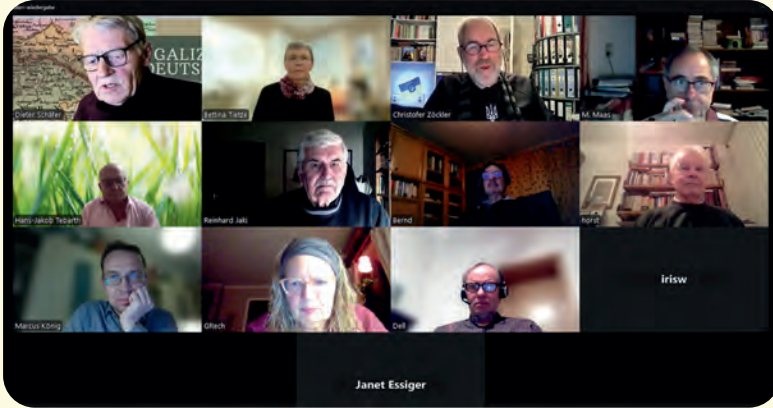 GALIZ
DEUTS
Dieter Schäfer
Bettina Tietze
Christofer Zöckler
M. Maas
Hans-Jakob Tebarth
Reinhard Jaki
Bernd
horst
Marcus König
GRech
Dell
irisw
Janet Essiger